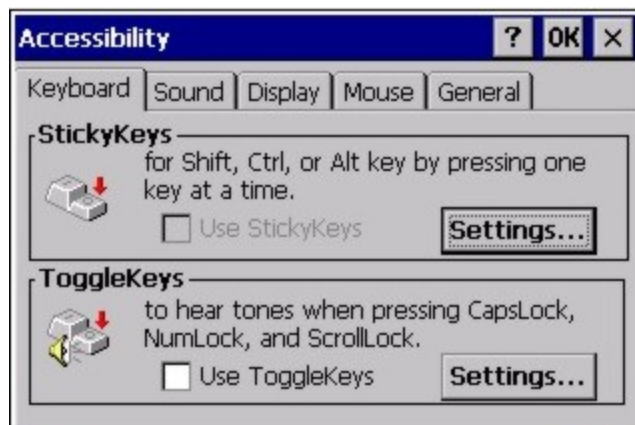 Accessibility ? OK ×
Keyboard Sound Display Mouse General
StickyKeys
for Shift, Ctrl, or Alt key by pressing one
key at a time.
Use StickyKeys Settings...
ToggleKeys
to hear tones when pressing CapsLock,
NumLock, and ScrollLock.
Use ToggleKeys Settings...